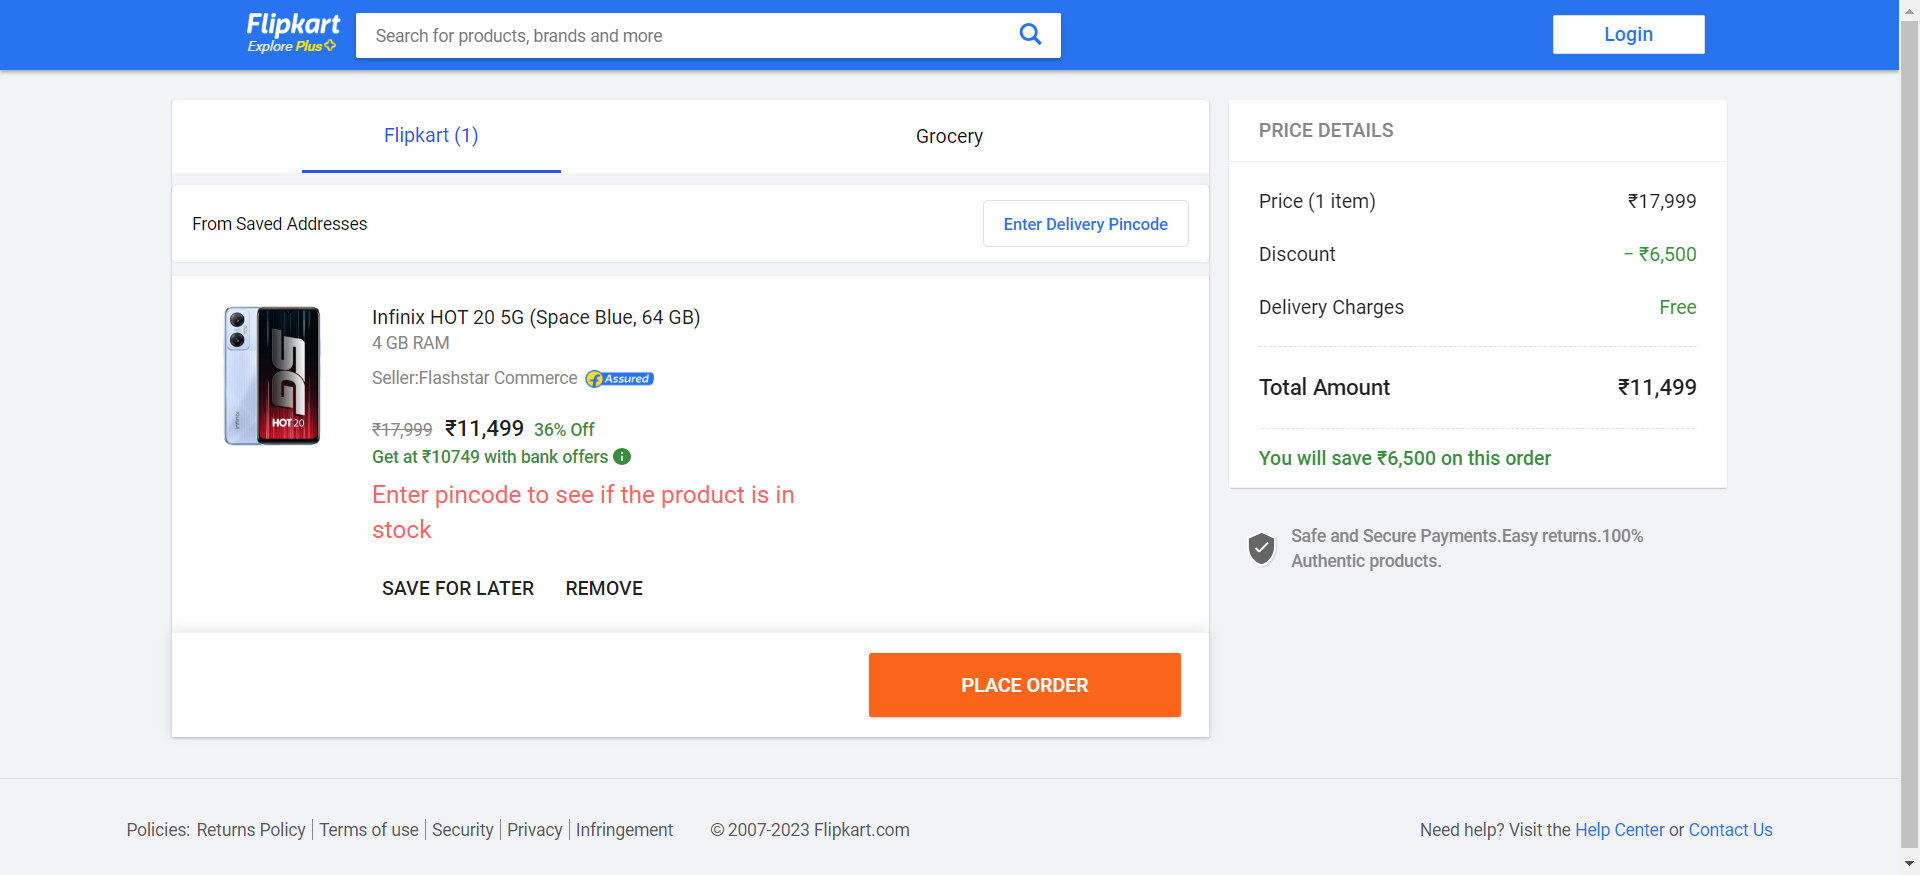 Flipkart
Explore Plus
Search for products, brands and more
Login
Flipkart (1)
Grocery
From Saved Addresses
Enter Delivery Pincode
Infinix HOT 20 5G (Space Blue, 64 GB)
4 GB RAM
Seller:Flashstar Commerce
f Assured
₹17,999 ₹11,499 36% Off
Get at ₹10749 with bank offers
Enter pincode to see if the product is in
stock
SAVE FOR LATER REMOVE
5G
HOT 20
Infinix
PLACE ORDER
PRICE DETAILS
Price (1 item) ₹17,999
Discount − ₹6,500
Delivery Charges Free
Total Amount ₹11,499
You will save ₹6,500 on this order
Safe and Secure Payments.Easy returns.100%
Authentic products.
Policies: Returns Policy Terms of use Security Privacy Infringement © 2007-2023 Flipkart.com
Need help? Visit the Help Center or Contact Us